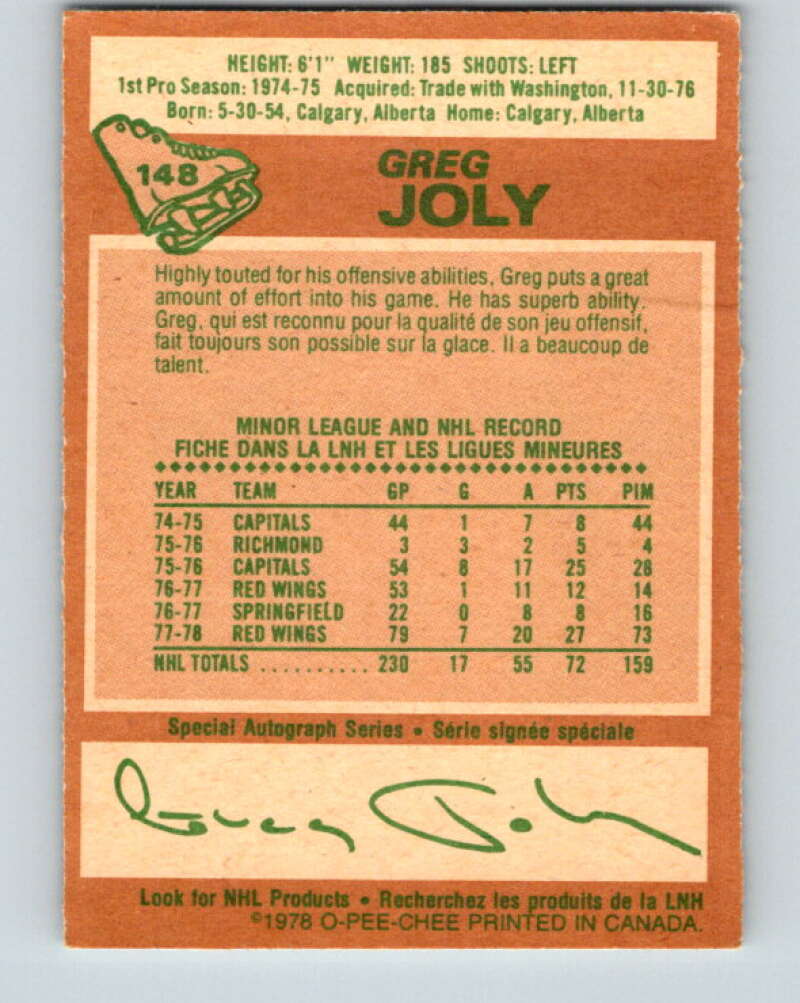 HEIGHT: 6'1" WEIGHT: 185 SHOOTS: LEFT
1st Pro Season: 1974-75 Acquired: Trade with Washington, 11-30-76
Born: 5-30-54, Calgary, Alberta Home: Calgary, Alberta
148
GREG
JOLY
Highly touted for his offensive abilities, Greg puts a great
amount of effort into his game. He has superb ability.
Greg, qui est reconnu pour la qualité de son jeu offensif,
fait toujours son possible sur la glace. Il a beaucoup de
talent.
MINOR LEAGUE AND NHL RECORD
FICHE DANS LA LNH ET LES LIGUES MINEURES
YEAR TEAM GP G A PTS PIM
74-75 CAPITALS 44 1 7 8 44
75-76 RICHMOND 3 3 2 5 4
75-76 CAPITALS 54 8 17 25 28
76-77 RED WINGS 53 1 11 12 14
76-77 SPRINGFIELD 22 0 8 8 16
77-78 RED WINGS 79 7 20 27 73
NHL TOTALS .......... 230 17 55 72 159
Special Autograph Series • Série signée spéciale
Greg Joly
Look for NHL Products • Recherchez les produits de la LNH
©1978 O-PEE-CHEE PRINTED IN CANADA.